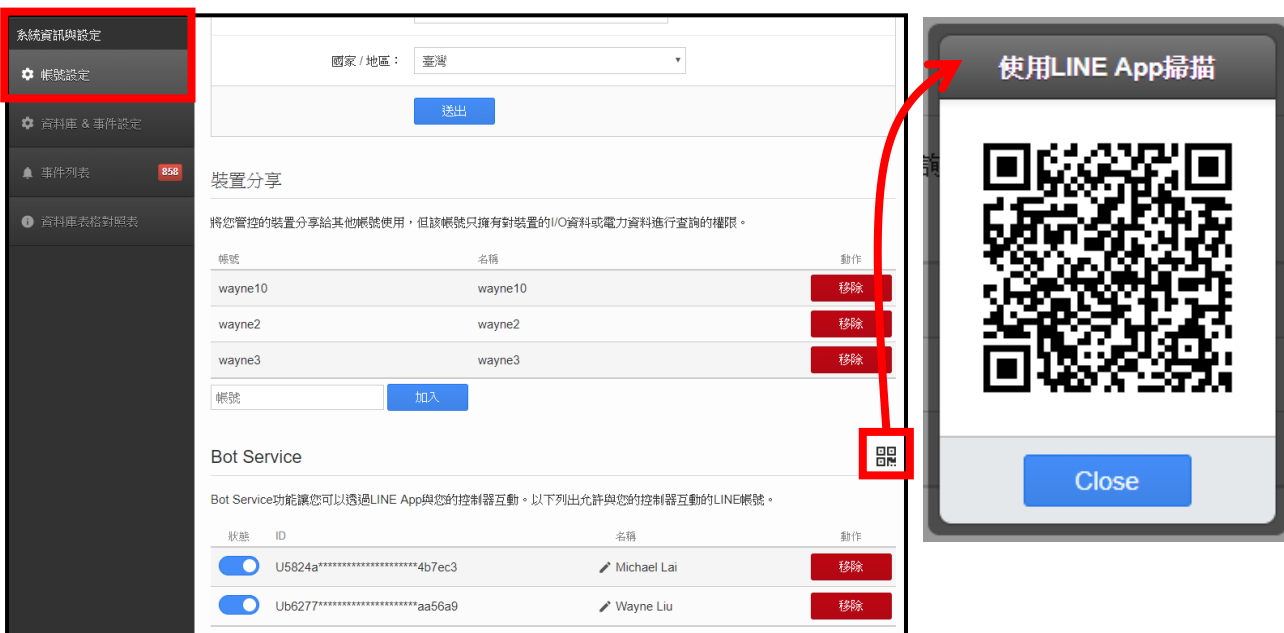 系統資訊與設定
帳號設定
資料庫 & 事件設定
事件列表 858
資料庫表格對照表
國家 / 地區： 臺灣
送出
裝置分享
將您管控的裝置分享給其他帳號使用，但該帳號只擁有對裝置的I/O資料或電力資料進行查詢的權限。
帳號 名稱 動作
wayne10 wayne10 移除
wayne2 wayne2 移除
wayne3 wayne3 移除
帳號 加入
Bot Service
Bot Service功能讓您可以透過LINE App與您的控制器互動。以下列出允許與您的控制器互動的LINE帳號。
狀態 ID 名稱 動作
U5824a*********************4b7ec3 Michael Lai 移除
Ub6277*********************aa56a9 Wayne Liu 移除
使用LINE App掃描
詢
Close